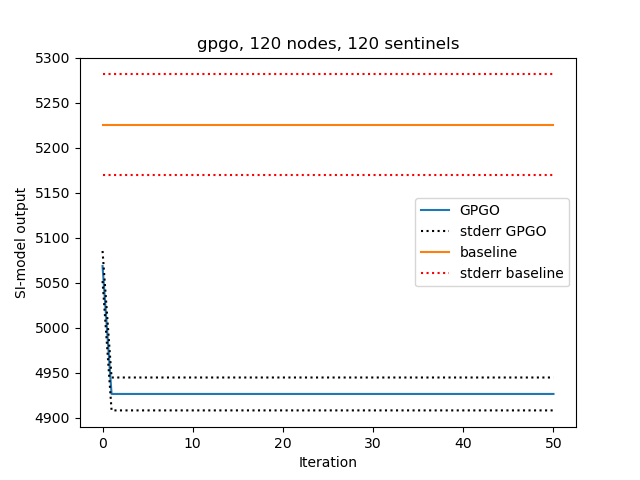 gpgo, 120 nodes, 120 sentinels
5300
5250
5200
5150
5100
5050
5000
4950
4900
SI-model output
GPGO
stderr GPGO
baseline
stderr baseline
0 10 20 30 40 50
Iteration